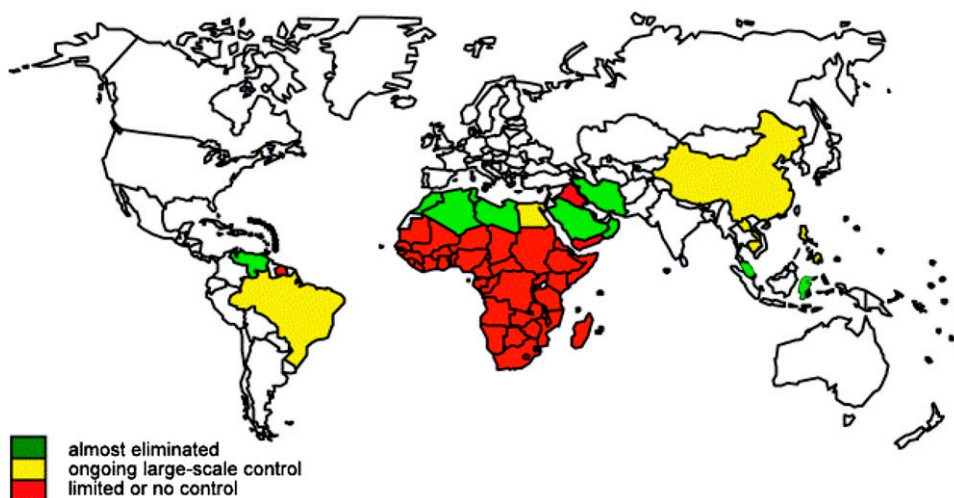 almost eliminated
ongoing large-scale control
limited or no control